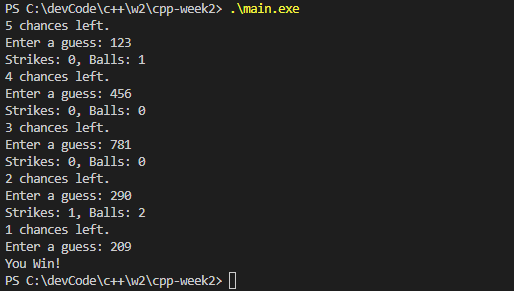 PS C:\devCode\c++\w2\cpp-week2> .\main.exe
5 chances left.
Enter a guess: 123
Strikes: 0, Balls: 1
4 chances left.
Enter a guess: 456
Strikes: 0, Balls: 0
3 chances left.
Enter a guess: 781
Strikes: 0, Balls: 0
2 chances left.
Enter a guess: 290
Strikes: 1, Balls: 2
1 chances left.
Enter a guess: 209
You Win!
PS C:\devCode\c++\w2\cpp-week2>